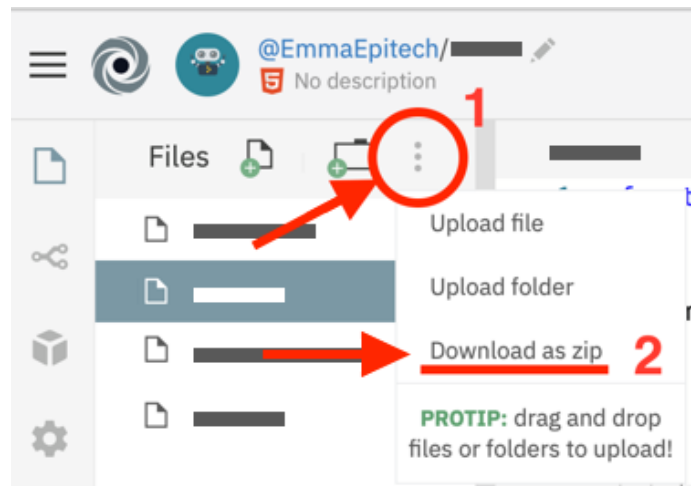 @EmmaEpitech/
No description
1
Files
Upload file
Upload folder
Download as zip
2
PROTIP: drag and drop
files or folders to upload!